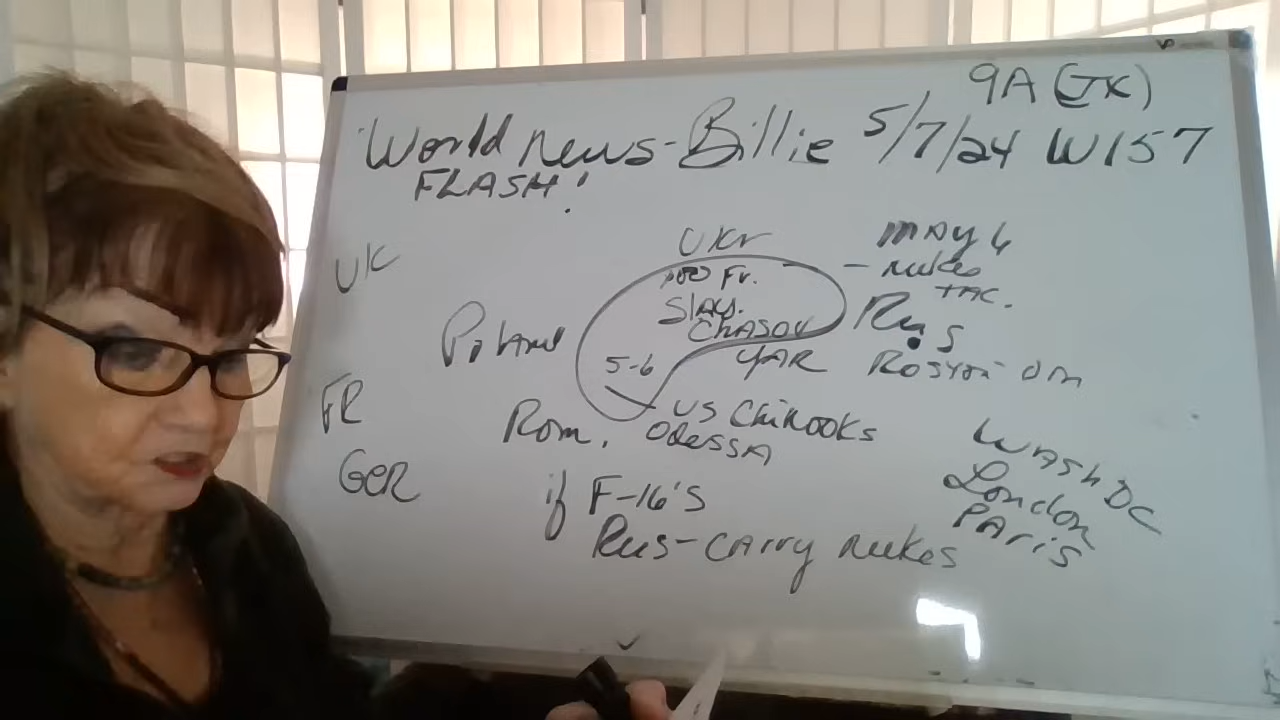 9A (TX)
World News - Billie 5/7/24 W157
FLASH!
UK
Ukr
100 Fr.
Slav.
CHASOV
YAR
5-6
MAY 6
- nukes
TAC.
Rus
Poland
FR
Rom.
US CHiNOOKs
ODESSA
GER
if F-16's
Rus-CArry nukes
WAsh DC
London
PAris